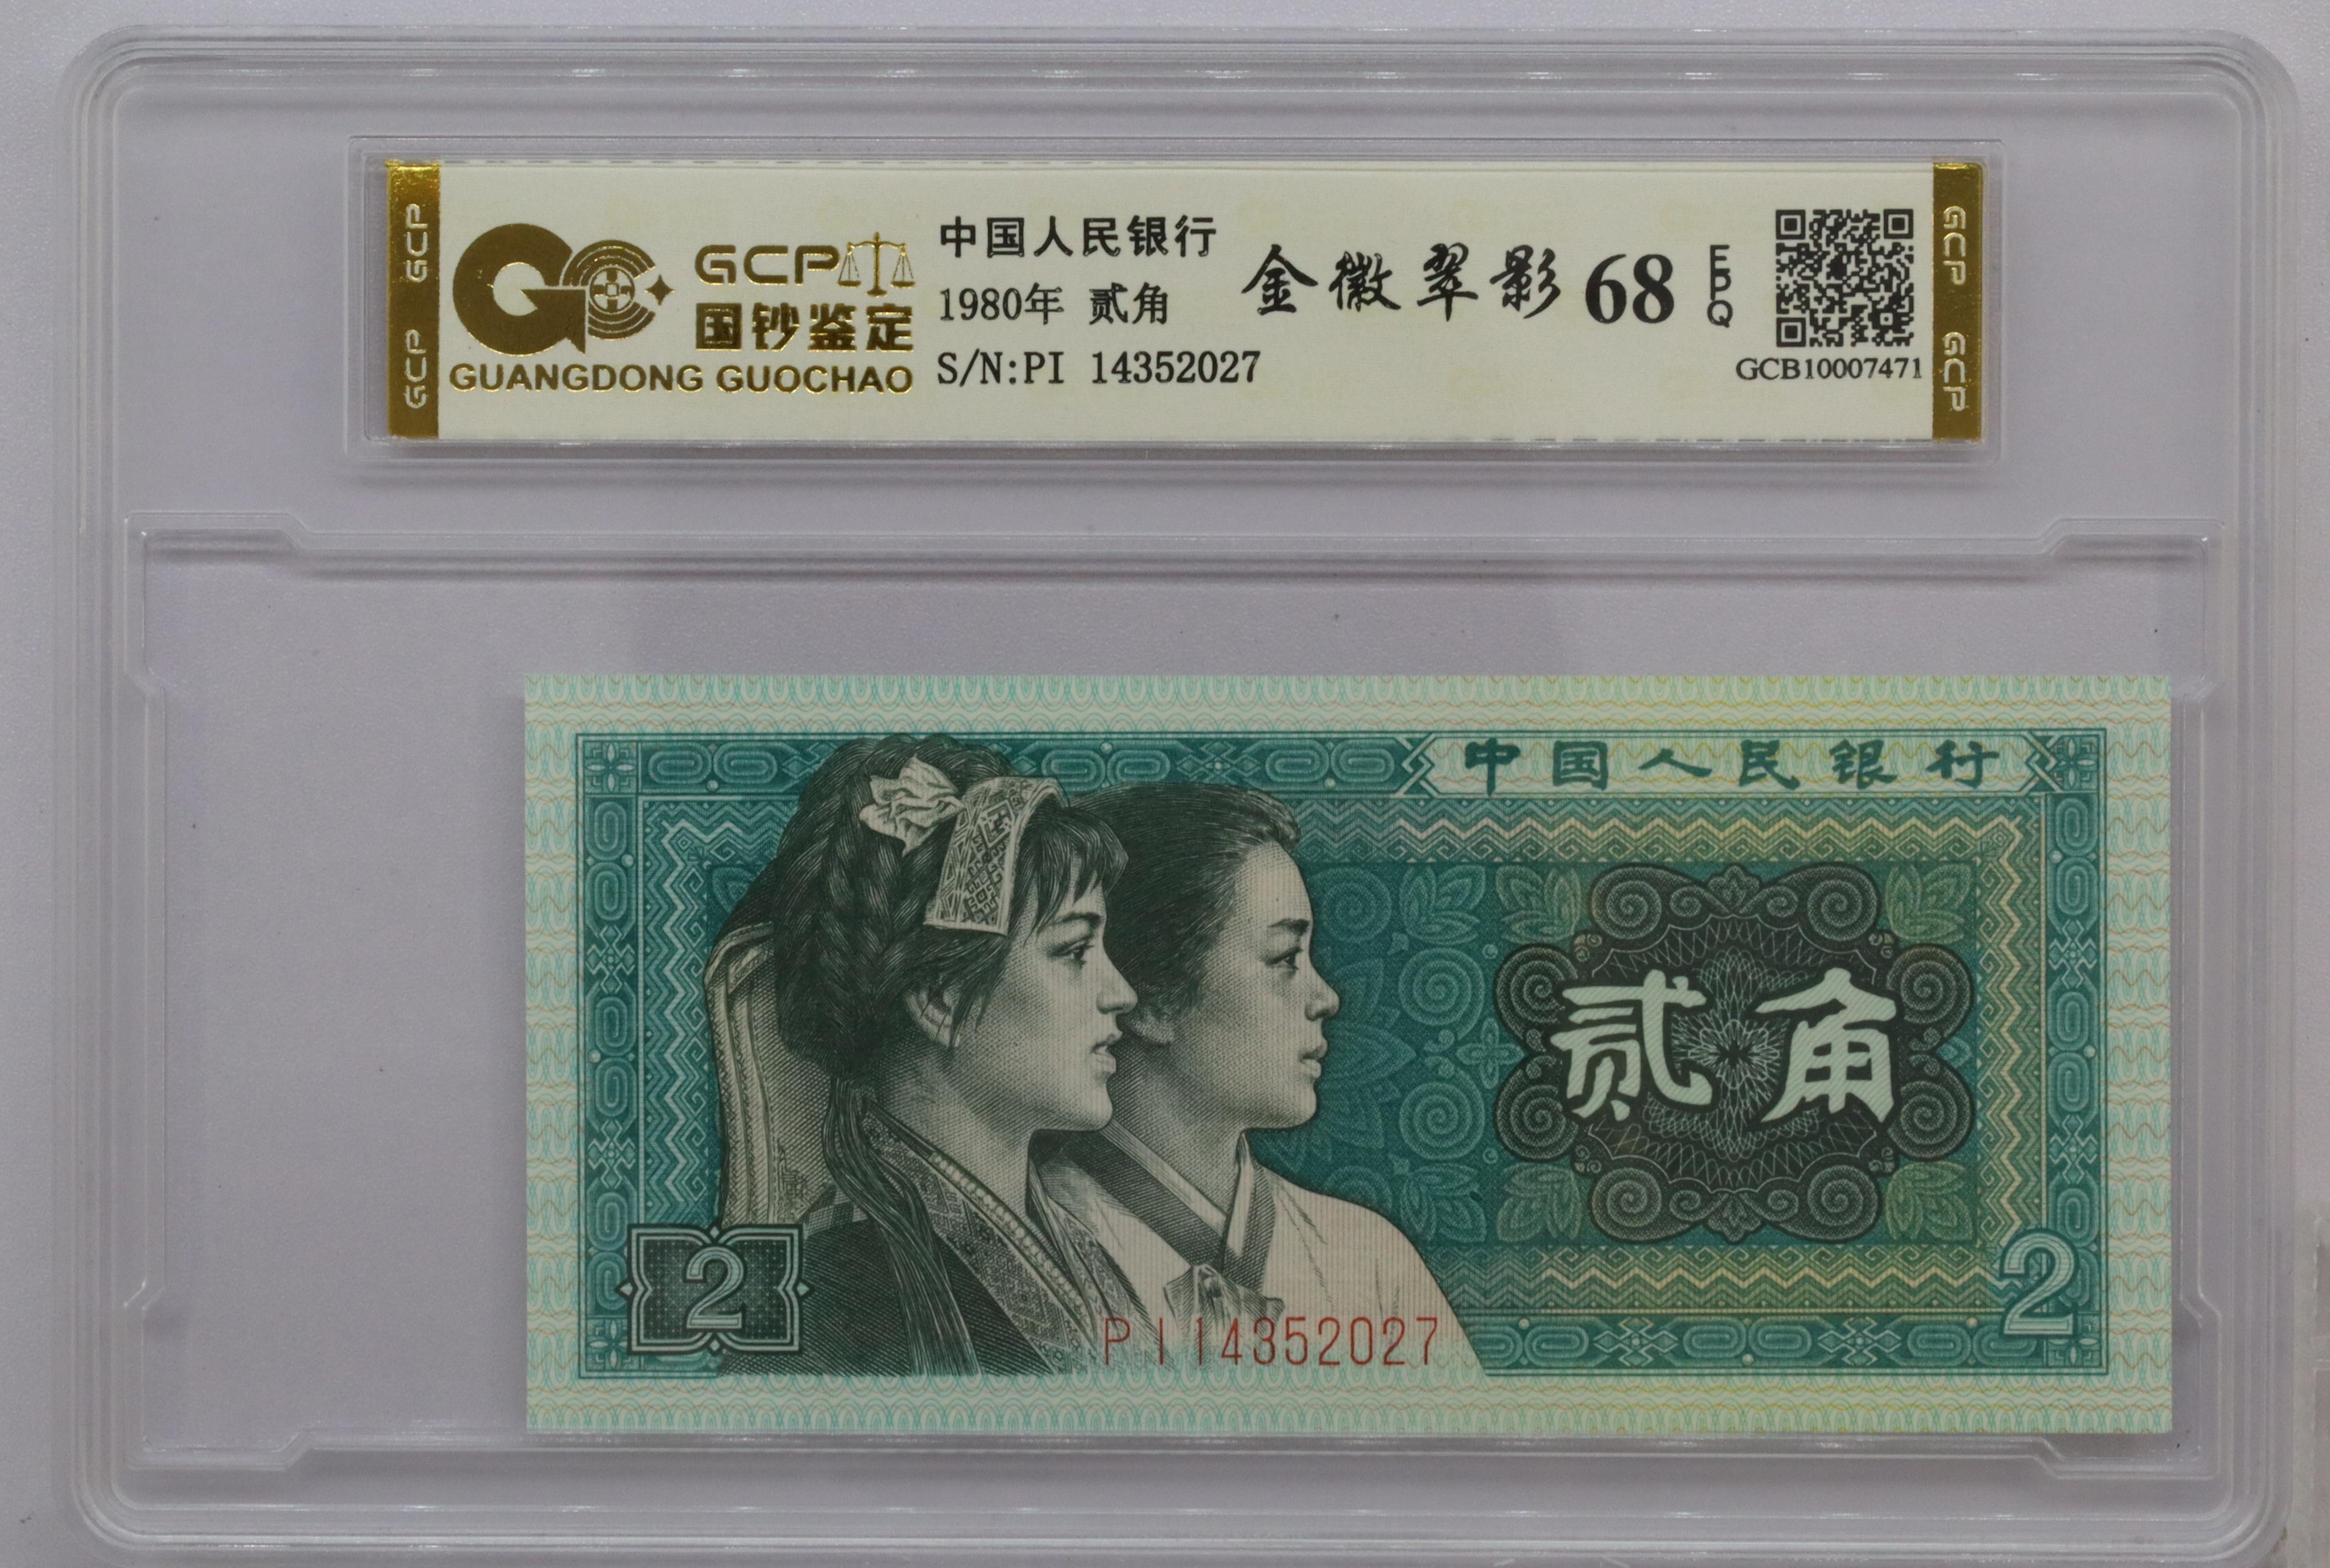 GCP GCP
GCP
国钞鉴定
GUANGDONG GUOCHAO
中国人民银行
1980年 贰角
S/N:PI 14352027
金徽翠影 68 EPQ
GCB10007471
GCP GCP
中国人民银行
贰角
2
2
PI14352027